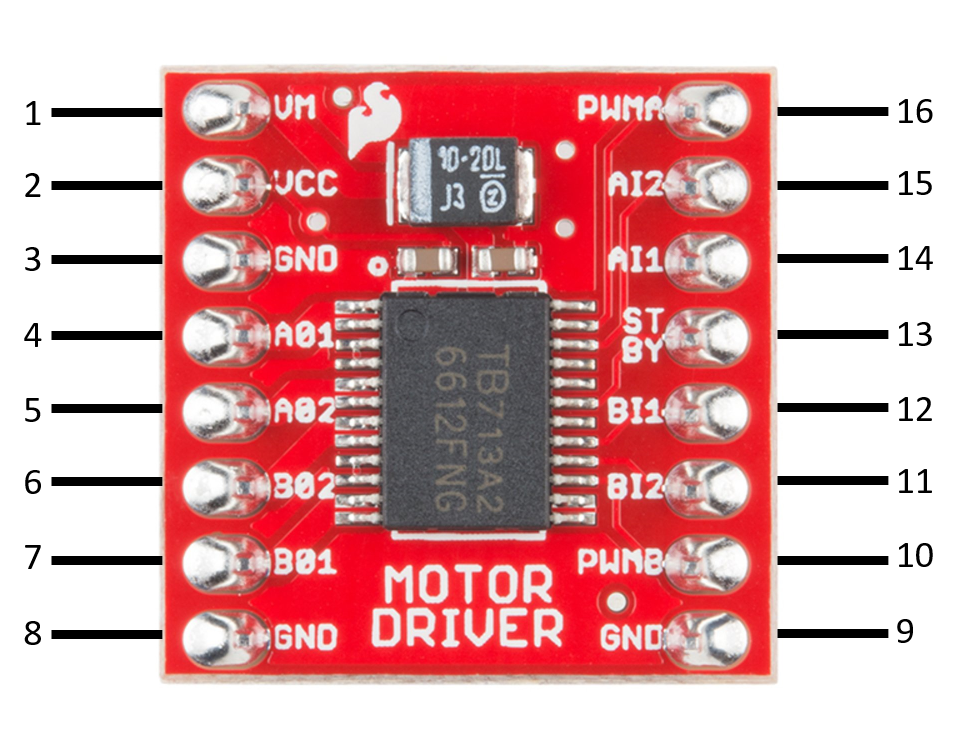 1 VM PWMA 16
2 VCC AI2 15
3 GND AI1 14
4 A01 ST BY 13
5 A02 BI1 12
6 B02 BI2 11
7 B01 PWMB 10
8 GND GND 9
10-20L
J3 Z
TB713A2
6612FNG
MOTOR
DRIVER